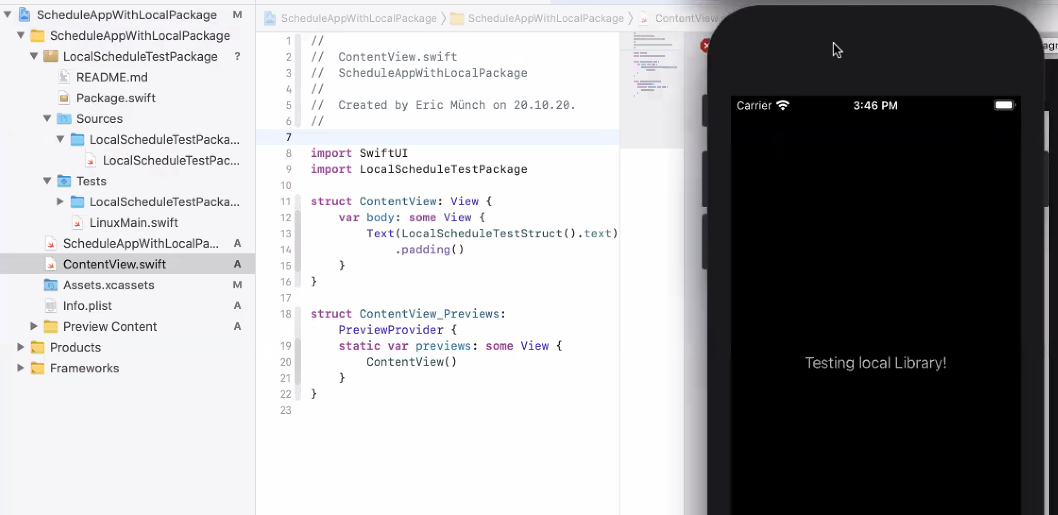 ScheduleAppWithLocalPackage M
ScheduleAppWithLocalPackage
LocalScheduleTestPackage ?
README.md
Package.swift
Sources
LocalScheduleTestPacka...
LocalScheduleTestPac...
Tests
LocalScheduleTestPacka...
LinuxMain.swift
ScheduleAppWithLocalPa... A
ContentView.swift A
Assets.xcassets M
Info.plist A
Preview Content A
Products
Frameworks
ScheduleAppWithLocalPackage 〉 ScheduleAppWithLocalPackage 〉 ContentView.
1 //
2 // ContentView.swift
3 // ScheduleAppWithLocalPackage
4 //
5 // Created by Eric Münch on 20.10.20.
6 //
7
8 import SwiftUI
9 import LocalScheduleTestPackage
10
11 struct ContentView: View {
12 var body: some View {
13 Text(LocalScheduleTestStruct().text)
14 .padding()
15 }
16 }
17
18 struct ContentView_Previews:
PreviewProvider {
19 static var previews: some View {
20 ContentView()
21 }
22 }
23
Carrier 3:46 PM
Testing local Library!